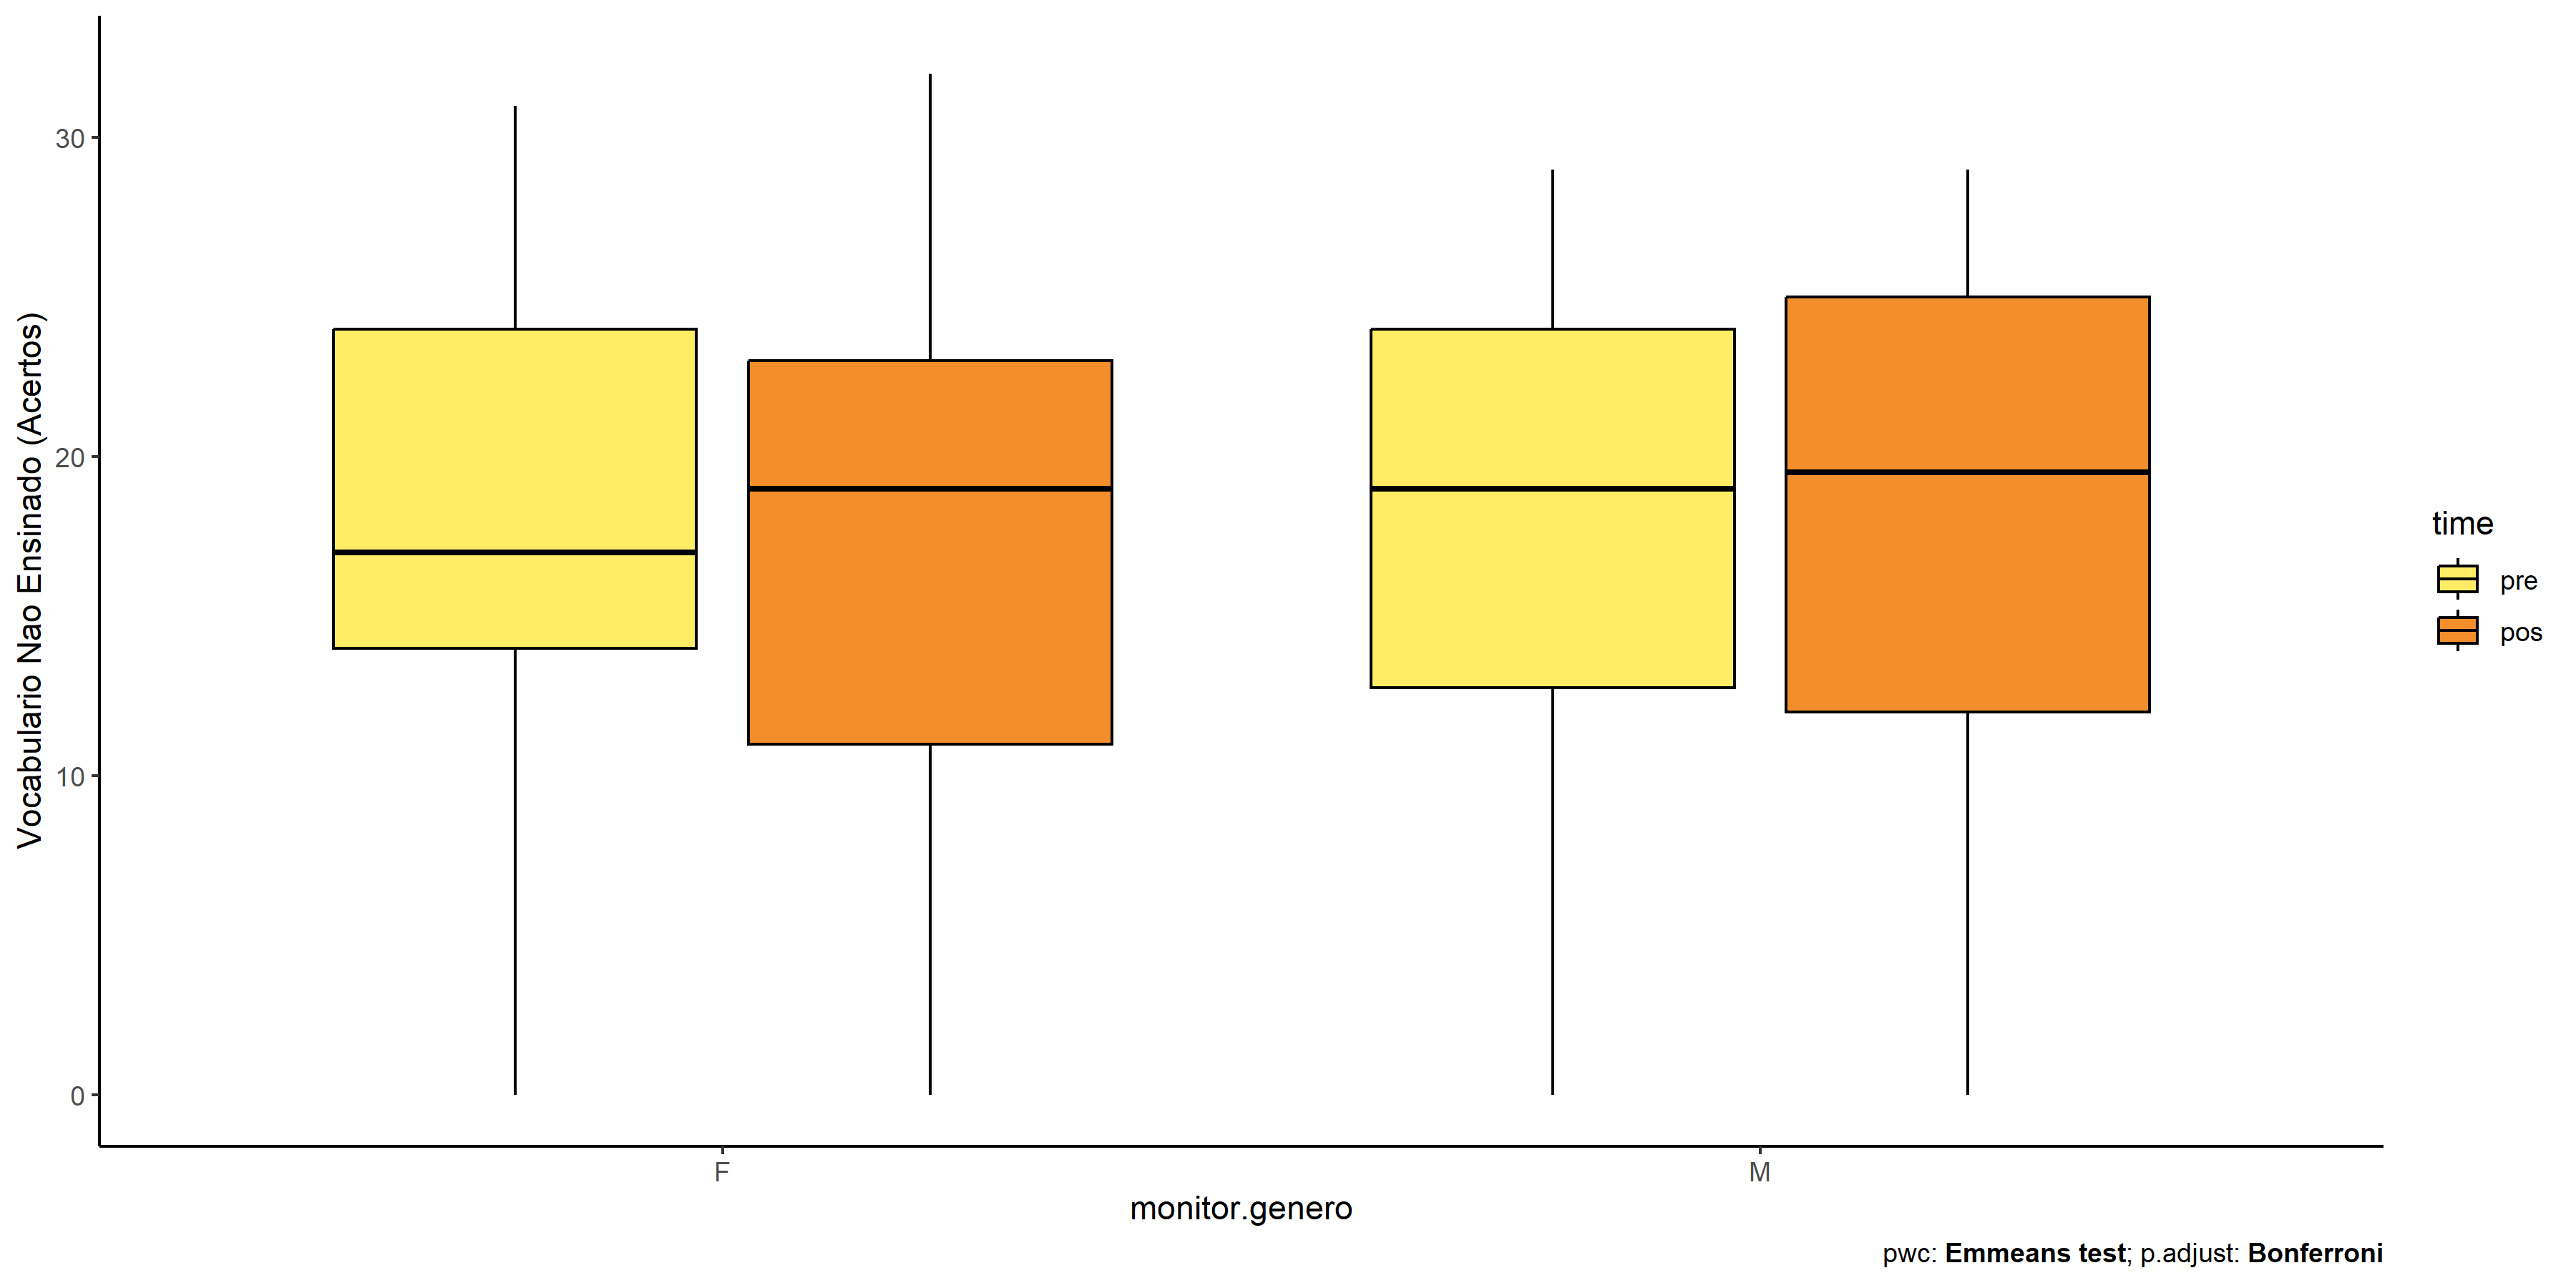 Vocabulario Nao Ensinado (Acertos)
30
20
10
0
F
M
monitor.genero
time
pre
pos
pwc: Emmeans test; p.adjust: Bonferroni